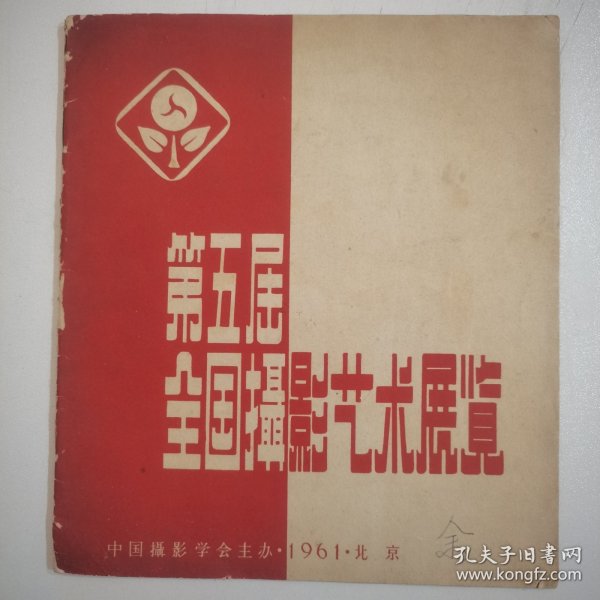 第五届
全国攝影艺术展览
中国攝影学会主办·1961·北京
余
孔夫子旧书网
www.kongfz.com